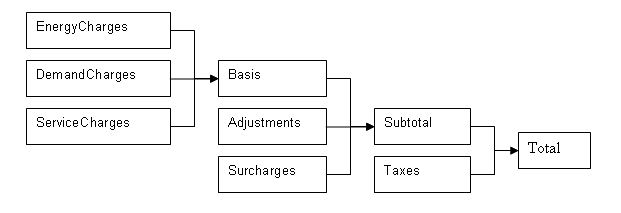 EnergyCharges
DemandCharges
ServiceCharges
Basis
Adjustments
Surcharges
Subtotal
Taxes
Total